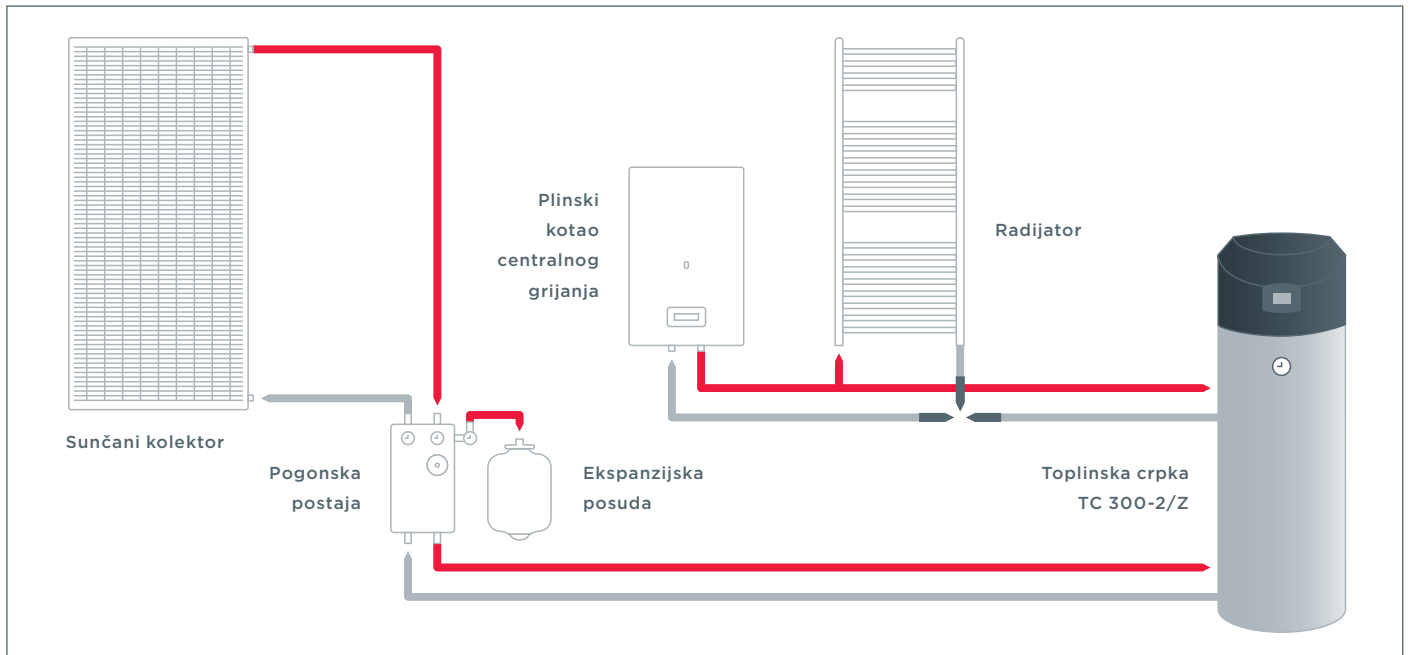 Plinski
kotao
centralnog
grijanja
Radijator
Sunčani kolektor
Pogonska
postaja
Ekspanzijska
posuda
Toplinska crpka
TC 300-2/Z